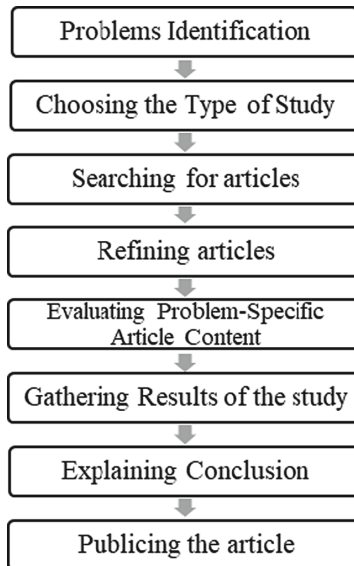 Problems Identification
Choosing the Type of Study
Searching for articles
Refining articles
Evaluating Problem-Specific
Article Content
Gathering Results of the study
Explaining Conclusion
Publicing the article